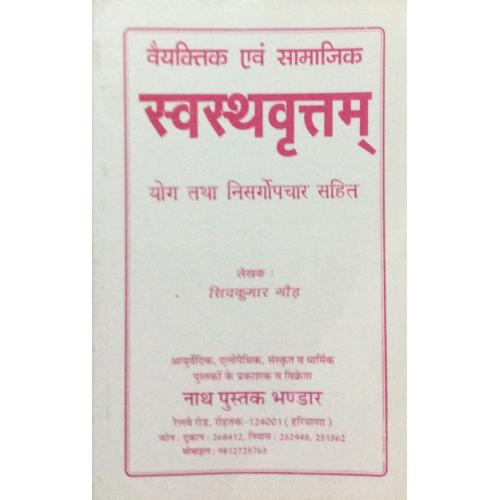 वैयक्तिक एवं सामाजिक
स्वस्थवृत्तम्
योग तथा निसर्गोपचार सहित
लेखक :
शिवकुमार गौड़
आयुर्वेदिक, एलोपैथिक, संस्कृत व धार्मिक
पुस्तकों के प्रकाशक व विक्रेता
नाथ पुस्तक भण्डार
रेलवे रोड, रोहतक-124001 ( हरियाणा )
फोन : दुकान : 268412, निवास : 252948, 251562
मोबाइल : 9812725763